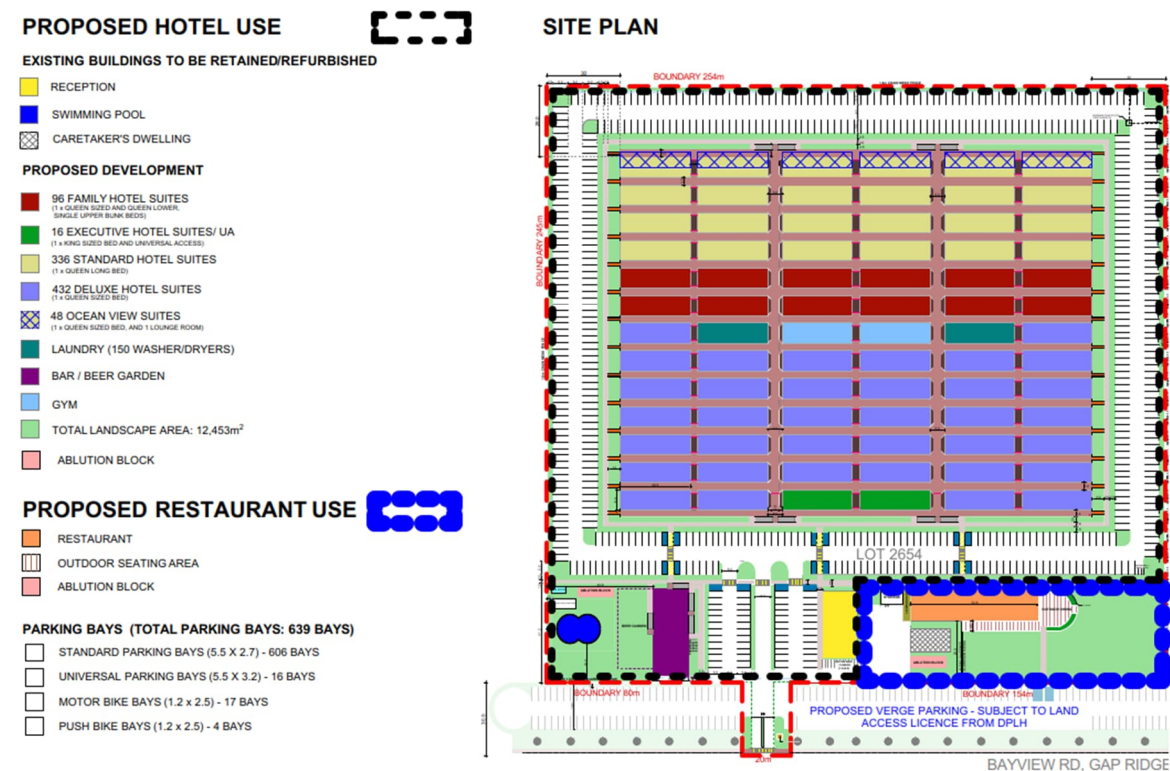 PROPOSED HOTEL USE
EXISTING BUILDINGS TO BE RETAINED/REFURBISHED
RECEPTION
SWIMMING POOL
CARETAKER'S DWELLING
PROPOSED DEVELOPMENT
96 FAMILY HOTEL SUITES
(1 x QUEEN SIZED AND QUEEN LOWER,
SINGLE UPPER BUNK BEDS)
16 EXECUTIVE HOTEL SUITES/ UA
(1 x KING SIZED BED AND UNIVERSAL ACCESS)
336 STANDARD HOTEL SUITES
(1 x QUEEN LONG BED)
432 DELUXE HOTEL SUITES
(1 x QUEEN SIZED BED)
48 OCEAN VIEW SUITES
(1 x QUEEN SIZED BED, AND 1 LOUNGE ROOM)
LAUNDRY (150 WASHER/DRYERS)
BAR / BEER GARDEN
GYM
TOTAL LANDSCAPE AREA: 12,453m²
ABLUTION BLOCK
PROPOSED RESTAURANT USE
RESTAURANT
OUTDOOR SEATING AREA
ABLUTION BLOCK
PARKING BAYS (TOTAL PARKING BAYS: 639 BAYS)
STANDARD PARKING BAYS (5.5 X 2.7) - 606 BAYS
UNIVERSAL PARKING BAYS (5.5 X 3.2) - 16 BAYS
MOTOR BIKE BAYS (1.2 x 2.5) - 17 BAYS
PUSH BIKE BAYS (1.2 x 2.5) - 4 BAYS
SITE PLAN
BOUNDARY 254m
BOUNDARY 245m
LOT 2654
ABLUTION BLOCK
BEER GARDEN
ABLUTION BLOCK
BOUNDARY 80m
BOUNDARY 154m
PROPOSED VERGE PARKING - SUBJECT TO LAND
ACCESS LICENCE FROM DPLH
20m
BAYVIEW RD, GAP RIDGE